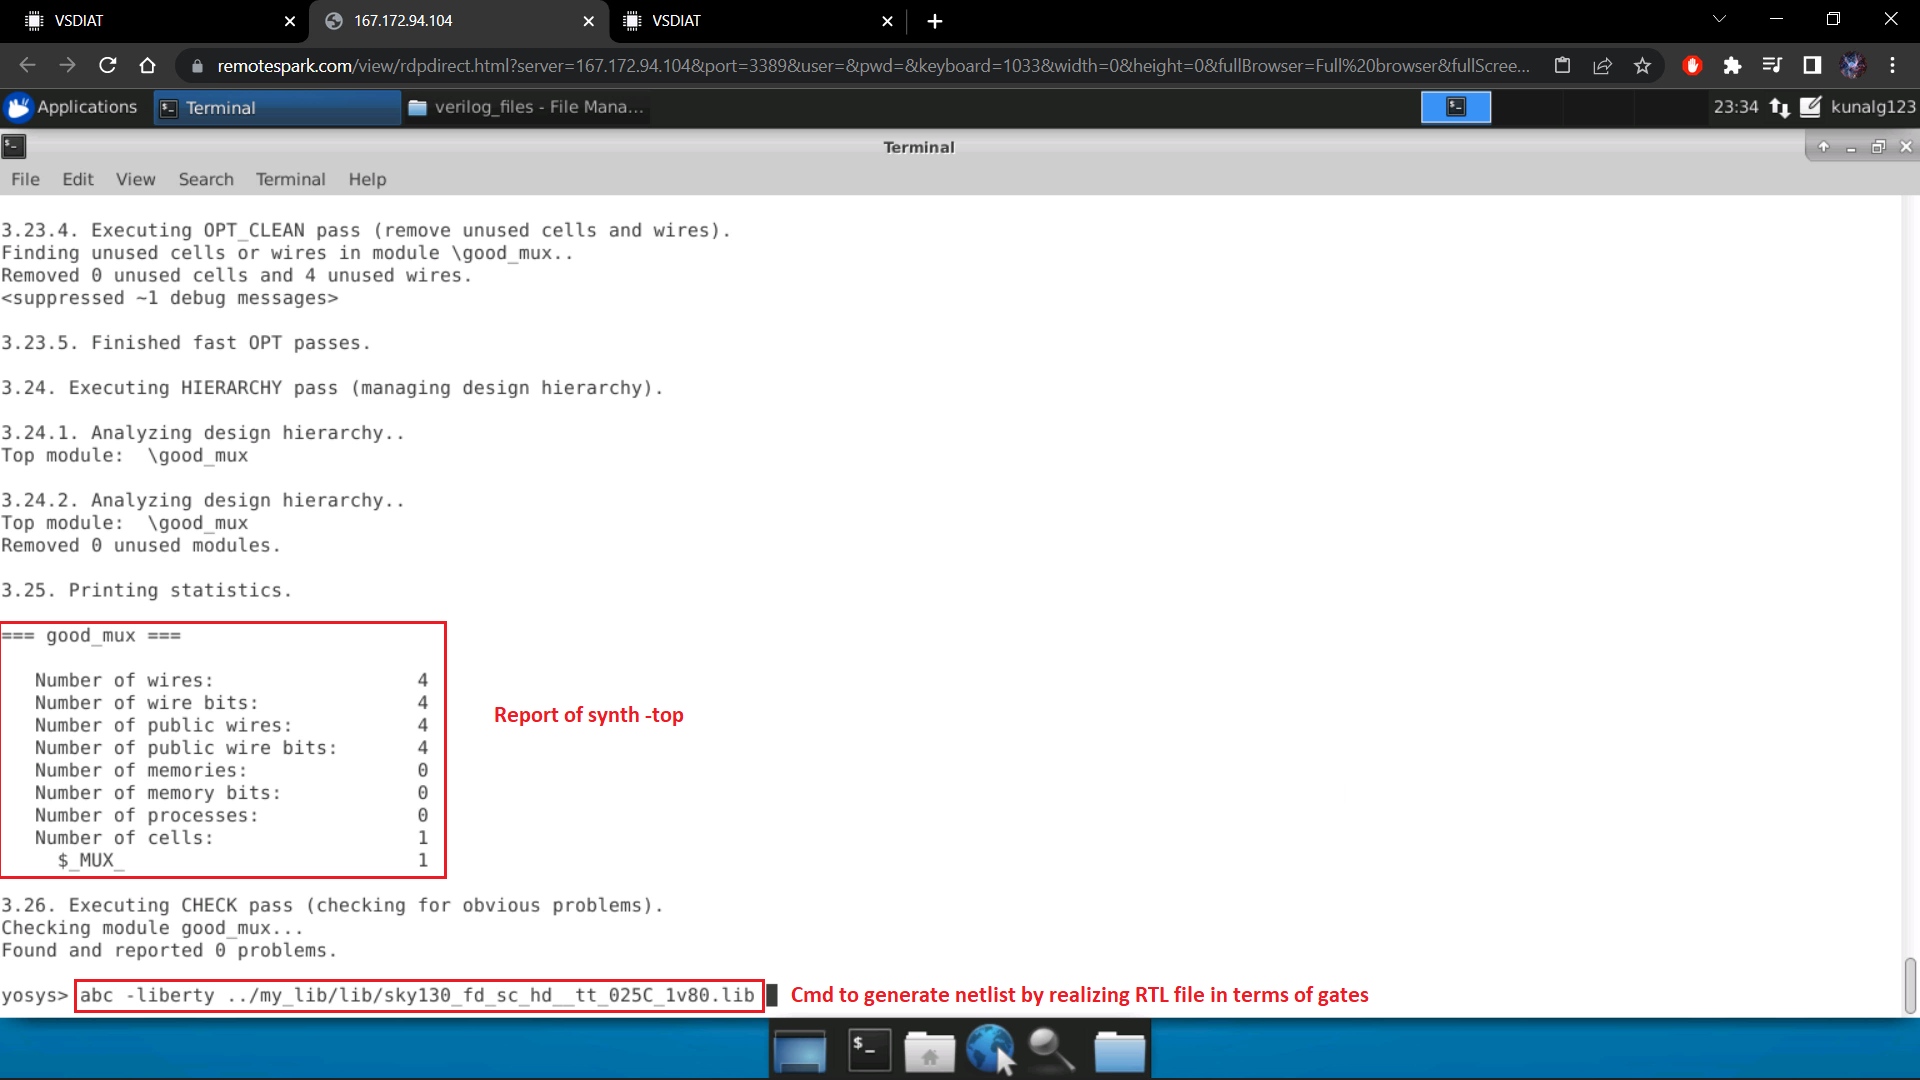 VSDIAT
167.172.94.104
VSDIAT
remotespark.com/view/rdpdirect.html?server=167.172.94.104&port=3389&user=&pwd=&keyboard=1033&width=0&height=0&fullBrowser=Full%20browser&fullScree...
Applications
Terminal
verilog_files - File Mana...
23:34
kunalg123
Terminal
File Edit View Search Terminal Help
3.23.4. Executing OPT_CLEAN pass (remove unused cells and wires).
Finding unused cells or wires in module \good_mux..
Removed 0 unused cells and 4 unused wires.
<suppressed ~1 debug messages>
3.23.5. Finished fast OPT passes.
3.24. Executing HIERARCHY pass (managing design hierarchy).
3.24.1. Analyzing design hierarchy..
Top module:  \good_mux
3.24.2. Analyzing design hierarchy..
Top module:  \good_mux
Removed 0 unused modules.
3.25. Printing statistics.
=== good_mux ===
Number of wires: 4
Number of wire bits: 4
Number of public wires: 4
Number of public wire bits: 4
Number of memories: 0
Number of memory bits: 0
Number of processes: 0
Number of cells: 1
$_MUX_ 1
Report of synth -top
3.26. Executing CHECK pass (checking for obvious problems).
Checking module good_mux...
Found and reported 0 problems.
yosys> abc -liberty ../my_lib/lib/sky130_fd_sc_hd__tt_025C_1v80.lib
Cmd to generate netlist by realizing RTL file in terms of gates